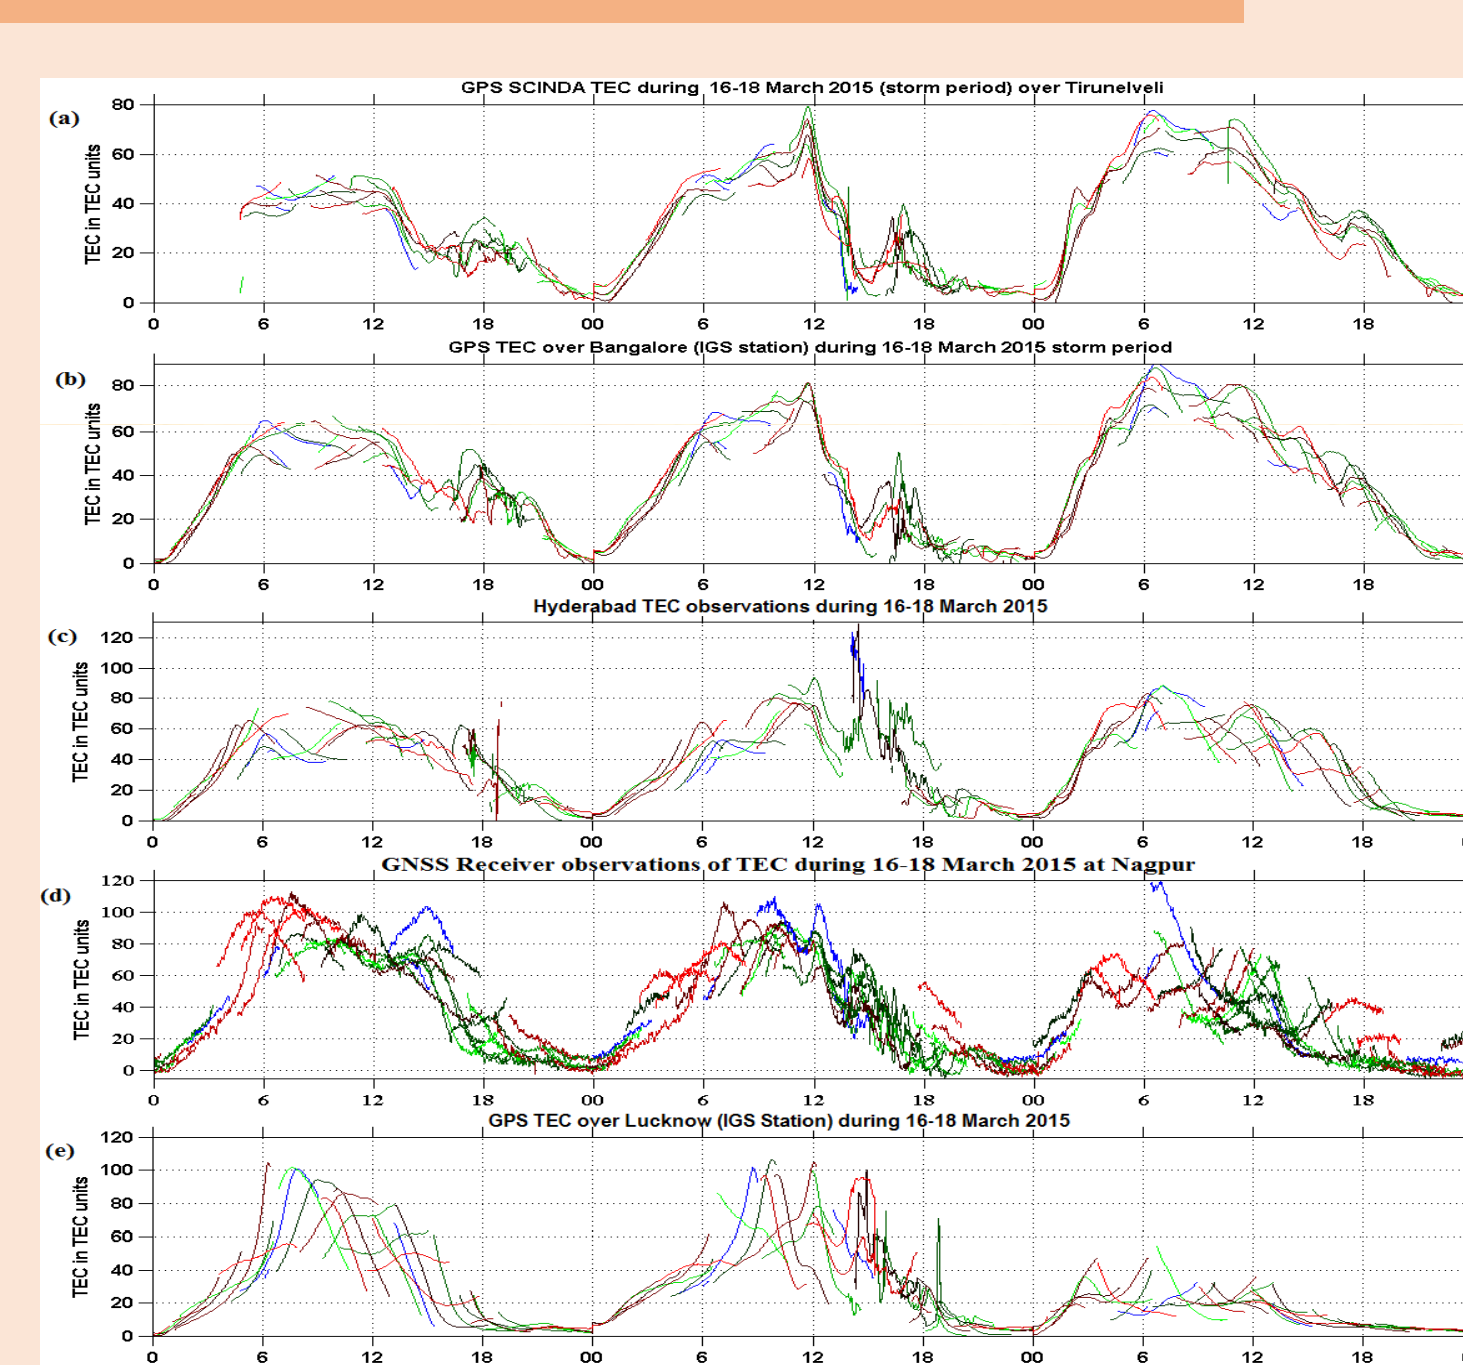 GPS SCINDA TEC during 16-18 March 2015 (storm period) over Tirunelveli
(a)
TEC in TEC units
80
60
40
20
0
0 6 12 18 00 6 12 00 6 12 18
GPS TEC over Bangalore (IGS station) during 16-18 March 2015 storm period
(b)
TEC in TEC units
80
60
40
20
0
0 6 12 18 00 6 12 18 00 6 12 18
Hyderabad TEC observations during 16-18 March 2015
(c)
TEC in TEC units
120
100
80
60
40
20
0
0 6 12 18 00 6 12 18 00 6 12 18
GNSS Receiver observations of TEC during 16-18 March 2015 at Nagpur
(d)
TEC in TEC units
120
100
80
60
40
20
0
0 6 12 18 00 6 12 18 00 6 12 18
GPS TEC over Lucknow (IGS Station) during 16-18 March 2015
(e)
TEC in TEC units
120
100
80
60
40
20
0
0 6 12 18 00 6 12 18 00 6 12 18